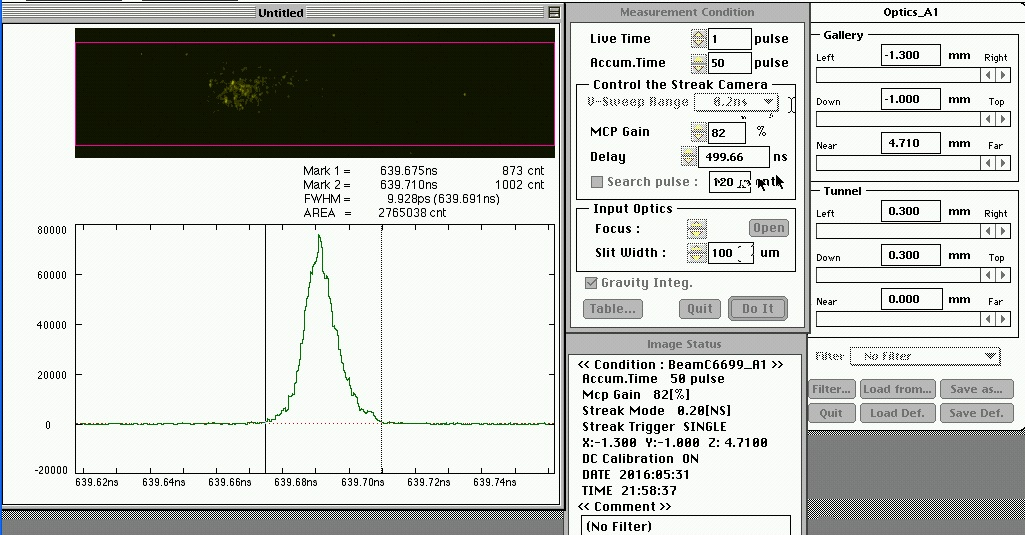 Untitled
Mark 1 = 639.675ns 873 cnt
Mark 2 = 639.710ns 1002 cnt
FWHM = 9.928ps (639.691ns)
AREA = 2765038 cnt
80000
60000
40000
20000
0
-20000
639.62ns 639.64ns 639.66ns 639.68ns 639.70ns 639.72ns 639.74ns
Measurement Condition
Live Time 1 pulse
Accum.Time 50 pulse
Control the Streak Camera
V-Sweep Range 0.2ns
MCP Gain 82 %
Delay 499.66 ns
Search pulse : 120
Input Optics
Focus : Open
Slit Width : 100 um
Gravity Integ.
Table... Quit Do It
Image Status
<< Condition : BeamC6699_A1 >>
Accum.Time 50 pulse
Mcp Gain 82[%]
Streak Mode 0.20[NS]
Streak Trigger SINGLE
X:-1.300 Y:-1.000 Z: 4.7100
DC Calibration ON
DATE 2016:05:31
TIME 21:58:37
<< Comment >>
(No Filter)
Optics_A1
Gallery
Left -1.300 mm Right
Down -1.000 mm Top
Near 4.710 mm Far
Tunnel
Left 0.300 mm Right
Down 0.300 mm Top
Near 0.000 mm Far
Filter No Filter
Filter... Load from... Save as...
Quit Load Def. Save Def.